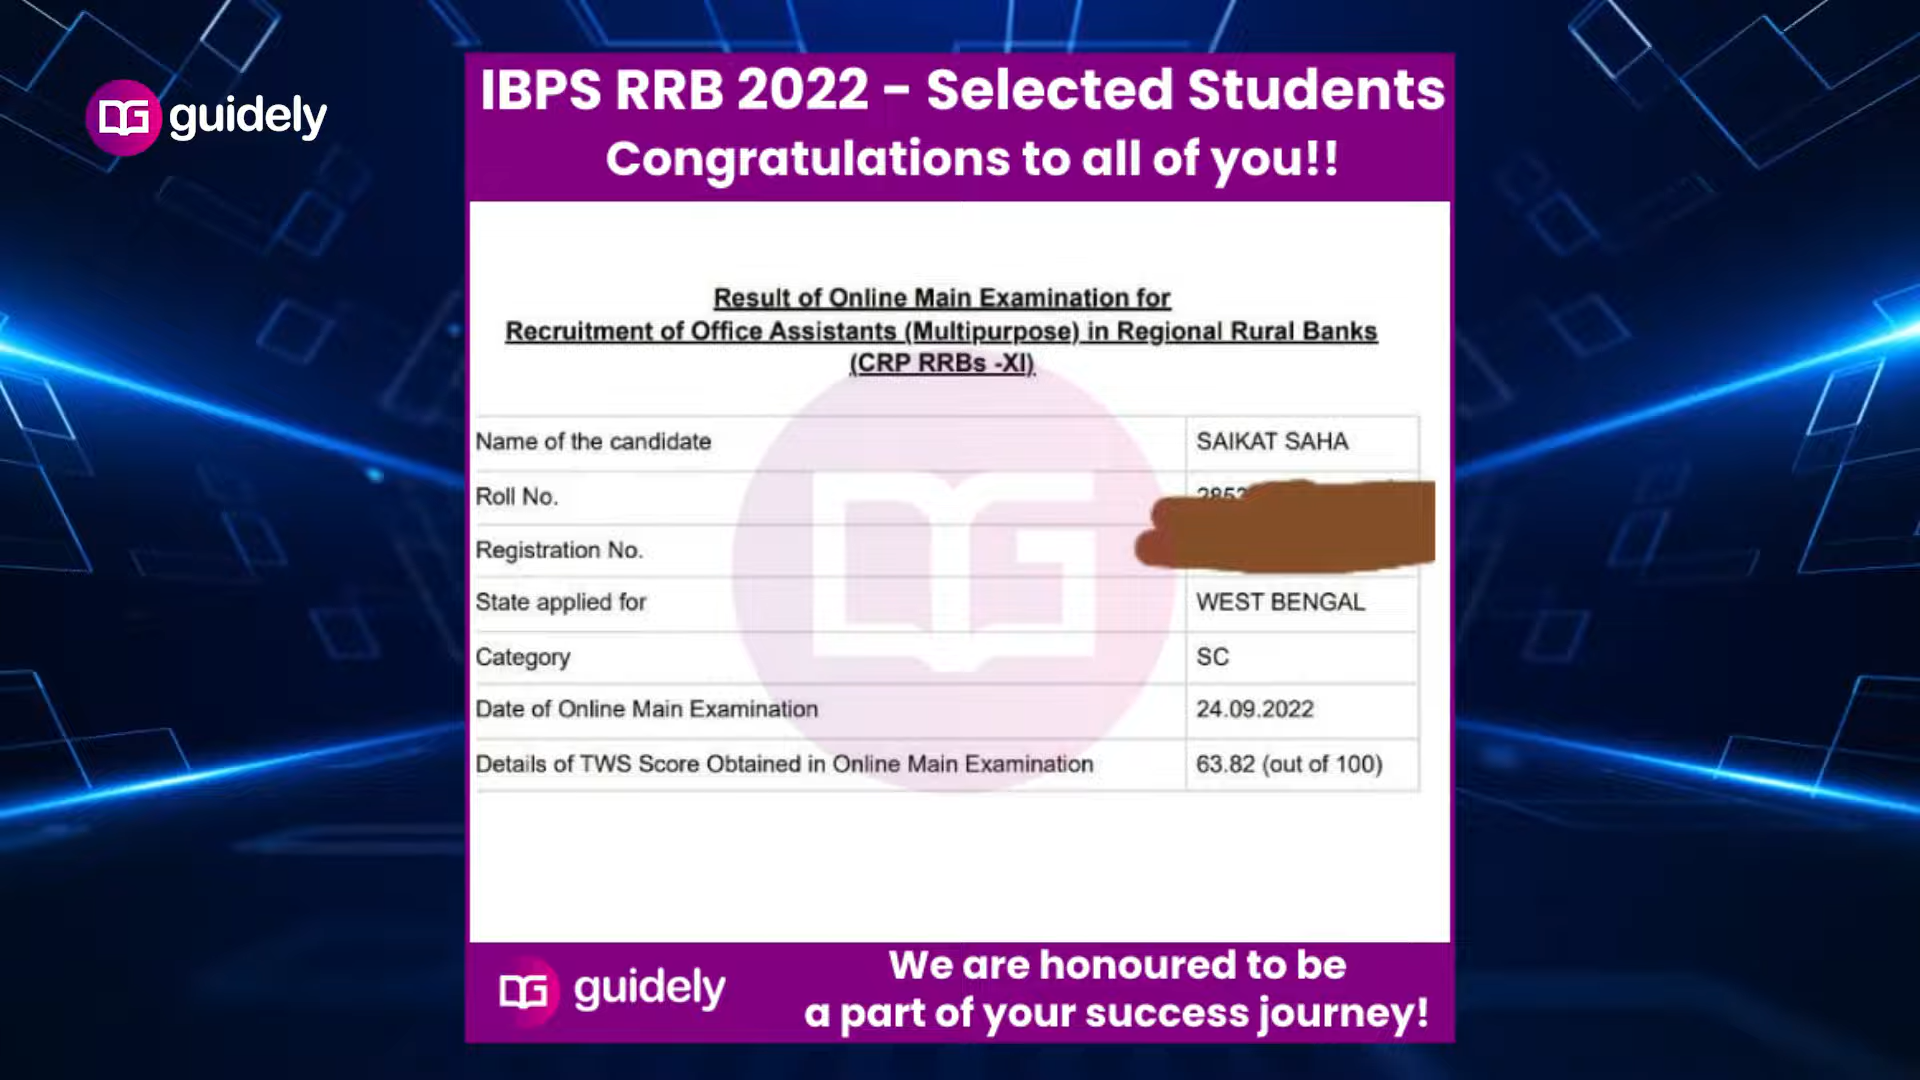 guidely
IBPS RRB 2022 - Selected Students
Congratulations to all of you!!
Result of Online Main Examination for
Recruitment of Office Assistants (Multipurpose) in Regional Rural Banks
(CRP RRBs -XI)
Name of the candidate SAIKAT SAHA
Roll No.
Registration No.
State applied for WEST BENGAL
Category SC
Date of Online Main Examination 24.09.2022
Details of TWS Score Obtained in Online Main Examination 63.82 (out of 100)
guidely
We are honoured to be
a part of your success journey!